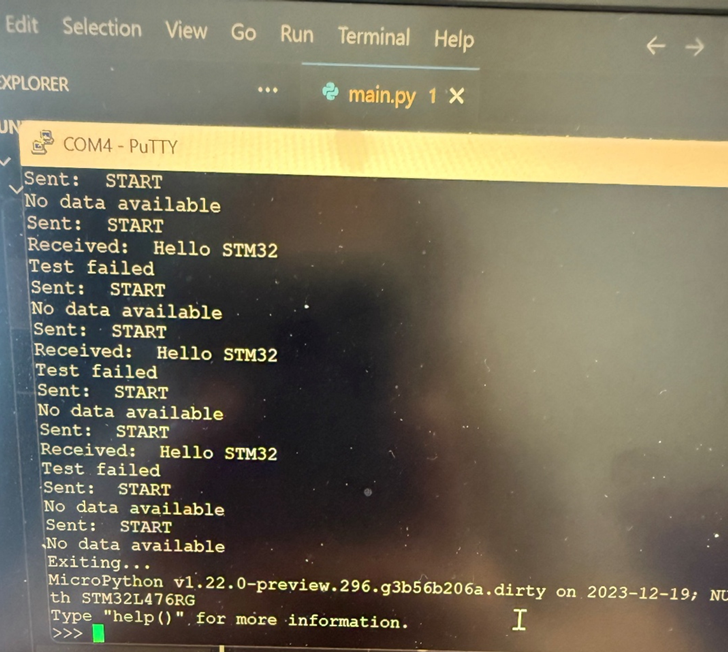 Edit Selection View Go Run Terminal Help ← →
EXPLORER ... main.py 1 ×
UN
COM4 - PuTTY
Sent: START
No data available
Sent: START
Received: Hello STM32
Test failed
Sent: START
No data available
Sent: START
Received: Hello STM32
Test failed
Sent: START
No data available
Sent: START
Received: Hello STM32
Test failed
Sent: START
No data available
Sent: START
No data available
Exiting...
MicroPython v1.22.0-preview.296.g3b56b206a.dirty on 2023-12-19; NU
th STM32L476RG
Type "help()" for more information.
>>>